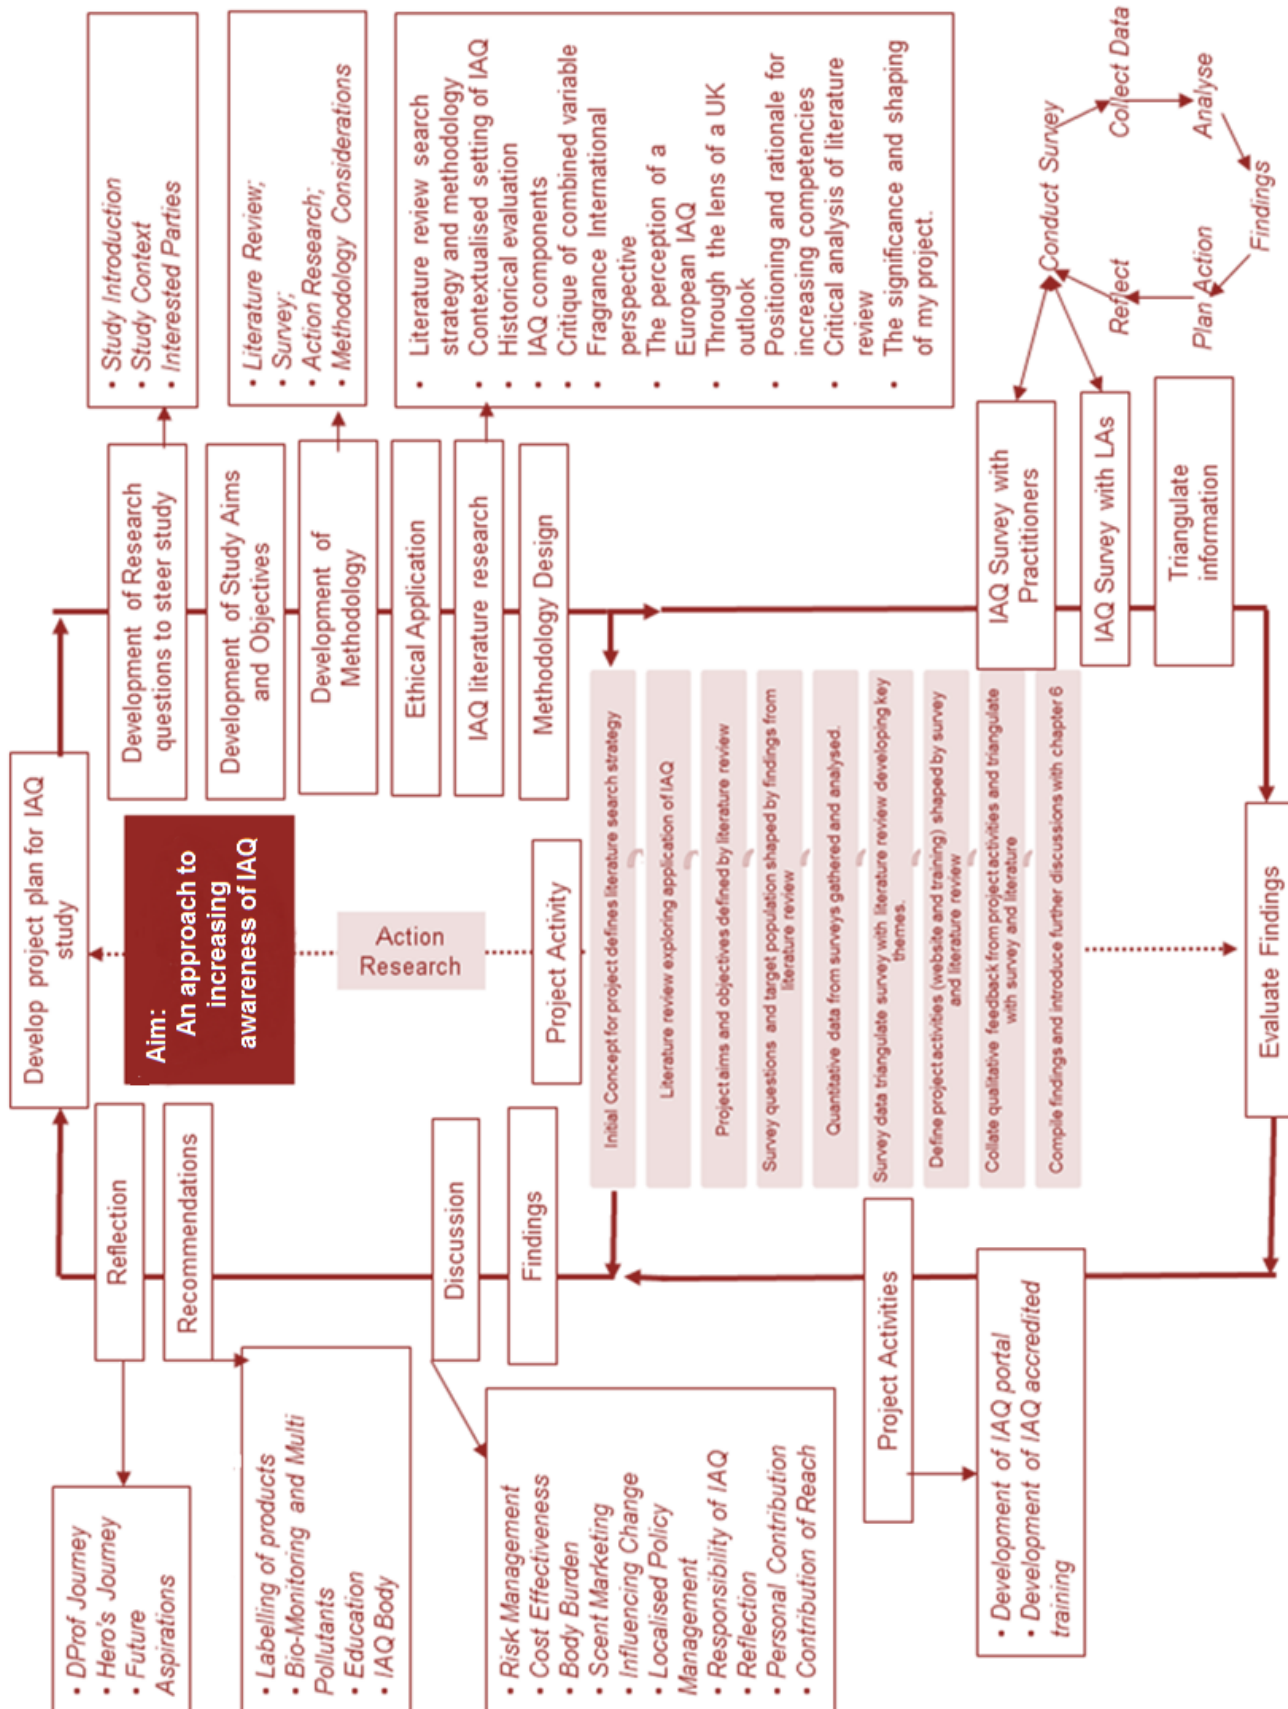 Develop project plan for IAQ
study
Aim:
An approach to
increasing
awareness of IAQ
Action
Research
Project Activity
Initial Concept for project defines literature search strategy
Literature review exploring application of IAQ
Project aims and objectives defined by literature review
Survey questions and target population shaped by findings from
literature review
Quantitative data from surveys gathered and analysed.
Survey data triangulate survey with literature review developing key
themes.
Define project activities (website and training) shaped by survey
and literature review
Collate qualitative feedback from project activities and triangulate
with survey and literature
Compile findings and introduce further discussions with chapter 6
Evaluate Findings
Development of Research
questions to steer study
• Study Introduction
• Study Context
• Interested Parties
Development of Study Aims
and Objectives
Development of
Methodology
• Literature Review;
• Survey;
• Action Research;
• Methodology Considerations
Ethical Application
IAQ literature research
• Literature review search
strategy and methodology
• Contextualised setting of IAQ
• Historical evaluation
• IAQ components
• Critique of combined variable
• Fragrance International
perspective
• The perception of a
European IAQ
• Through the lens of a UK
outlook
• Positioning and rationale for
increasing competencies
• Critical analysis of literature
review
• The significance and shaping
of my project.
Methodology Design
IAQ Survey with
Practitioners
IAQ Survey with LAs
Triangulate
information
Conduct Survey
Collect Data
Analyse
Findings
Plan Action
Reflect
Reflection
• DProf Journey
• Hero's Journey
• Future
Aspirations
Recommendations
• Labelling of products
• Bio-Monitoring and Multi
Pollutants
• Education
• IAQ Body
Discussion
• Risk Management
• Cost Effectiveness
• Body Burden
• Scent Marketing
• Influencing Change
• Localised Policy
Management
• Responsibility of IAQ
• Reflection
• Personal Contribution
• Contribution of Reach
Findings
Project Activities
• Development of IAQ portal
• Development of IAQ accredited
training